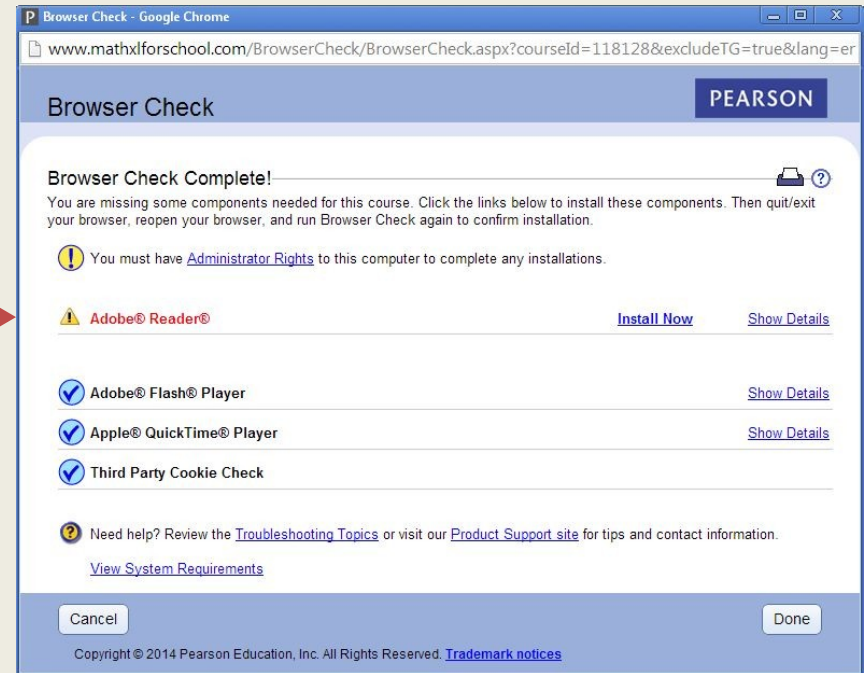 P Browser Check - Google Chrome
www.mathxlforschool.com/BrowserCheck/BrowserCheck.aspx?courseId=118128&excludeTG=true&lang=er
Browser Check
PEARSON
Browser Check Complete!
You are missing some components needed for this course. Click the links below to install these components. Then quit/exit
your browser, reopen your browser, and run Browser Check again to confirm installation.
You must have Administrator Rights to this computer to complete any installations.
Adobe® Reader® Install Now Show Details
Adobe® Flash® Player Show Details
Apple® QuickTime® Player Show Details
Third Party Cookie Check
Need help? Review the Troubleshooting Topics or visit our Product Support site for tips and contact information.
View System Requirements
Cancel Done
Copyright © 2014 Pearson Education, Inc. All Rights Reserved. Trademark notices